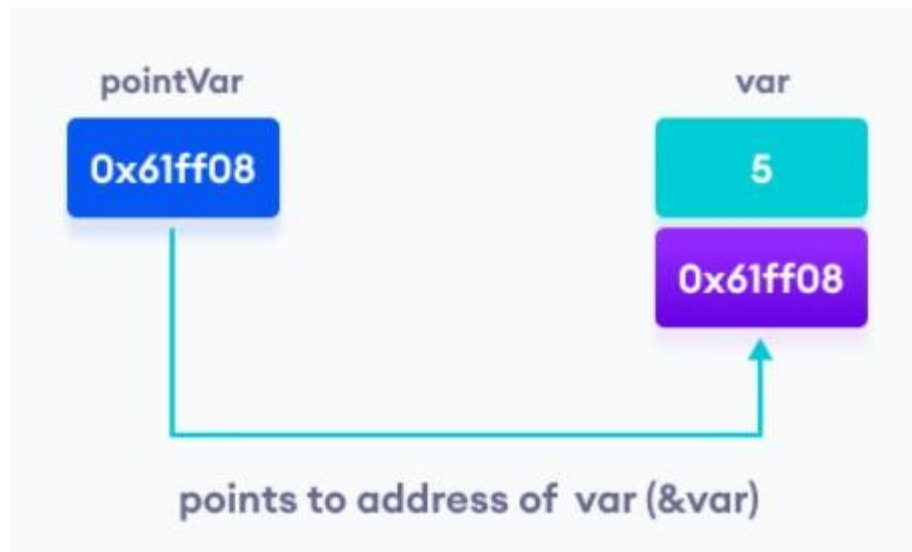 pointVar
var
0x61ff08
5
0x61ff08
points to address of var (&var)